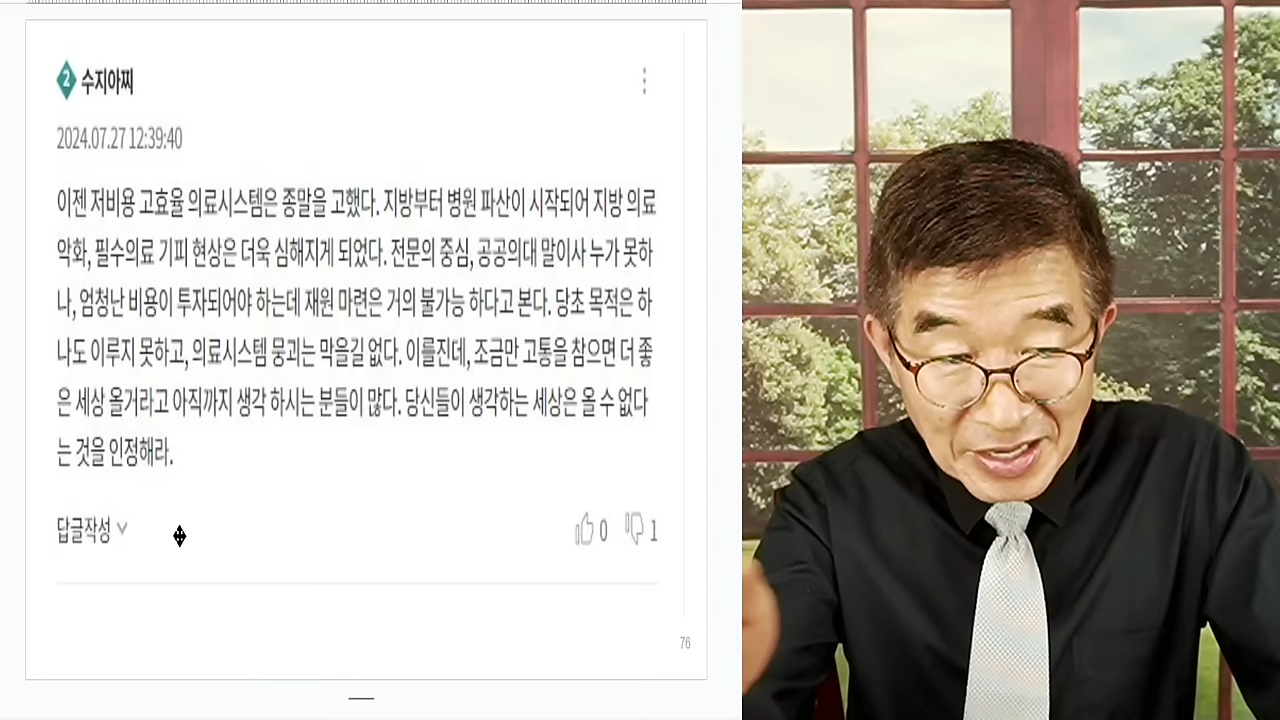 2 수지아찌
2024.07.27 12:39:40
이젠 저비용 고효율 의료시스템은 종말을 고했다. 지방부터 병원 파산이 시작되어 지방 의료
악화, 필수의료 기피 현상은 더욱 심해지게 되었다. 전문의 중심, 공공의대 말이사 누가 못하
나, 엄청난 비용이 투자되어야 하는데 재원 마련은 거의 불가능 하다고 본다. 당초 목적은 하
나도 이루지 못하고, 의료시스템 뭉괴는 막을길 없다. 이를진데, 조금만 고통을 참으면 더 좋
은 세상 올거라고 아직까지 생각 하시는 분들이 많다. 당신들이 생각하는 세상은 올 수 없다
는 것을 인정해라.
답글작성
0 1
76